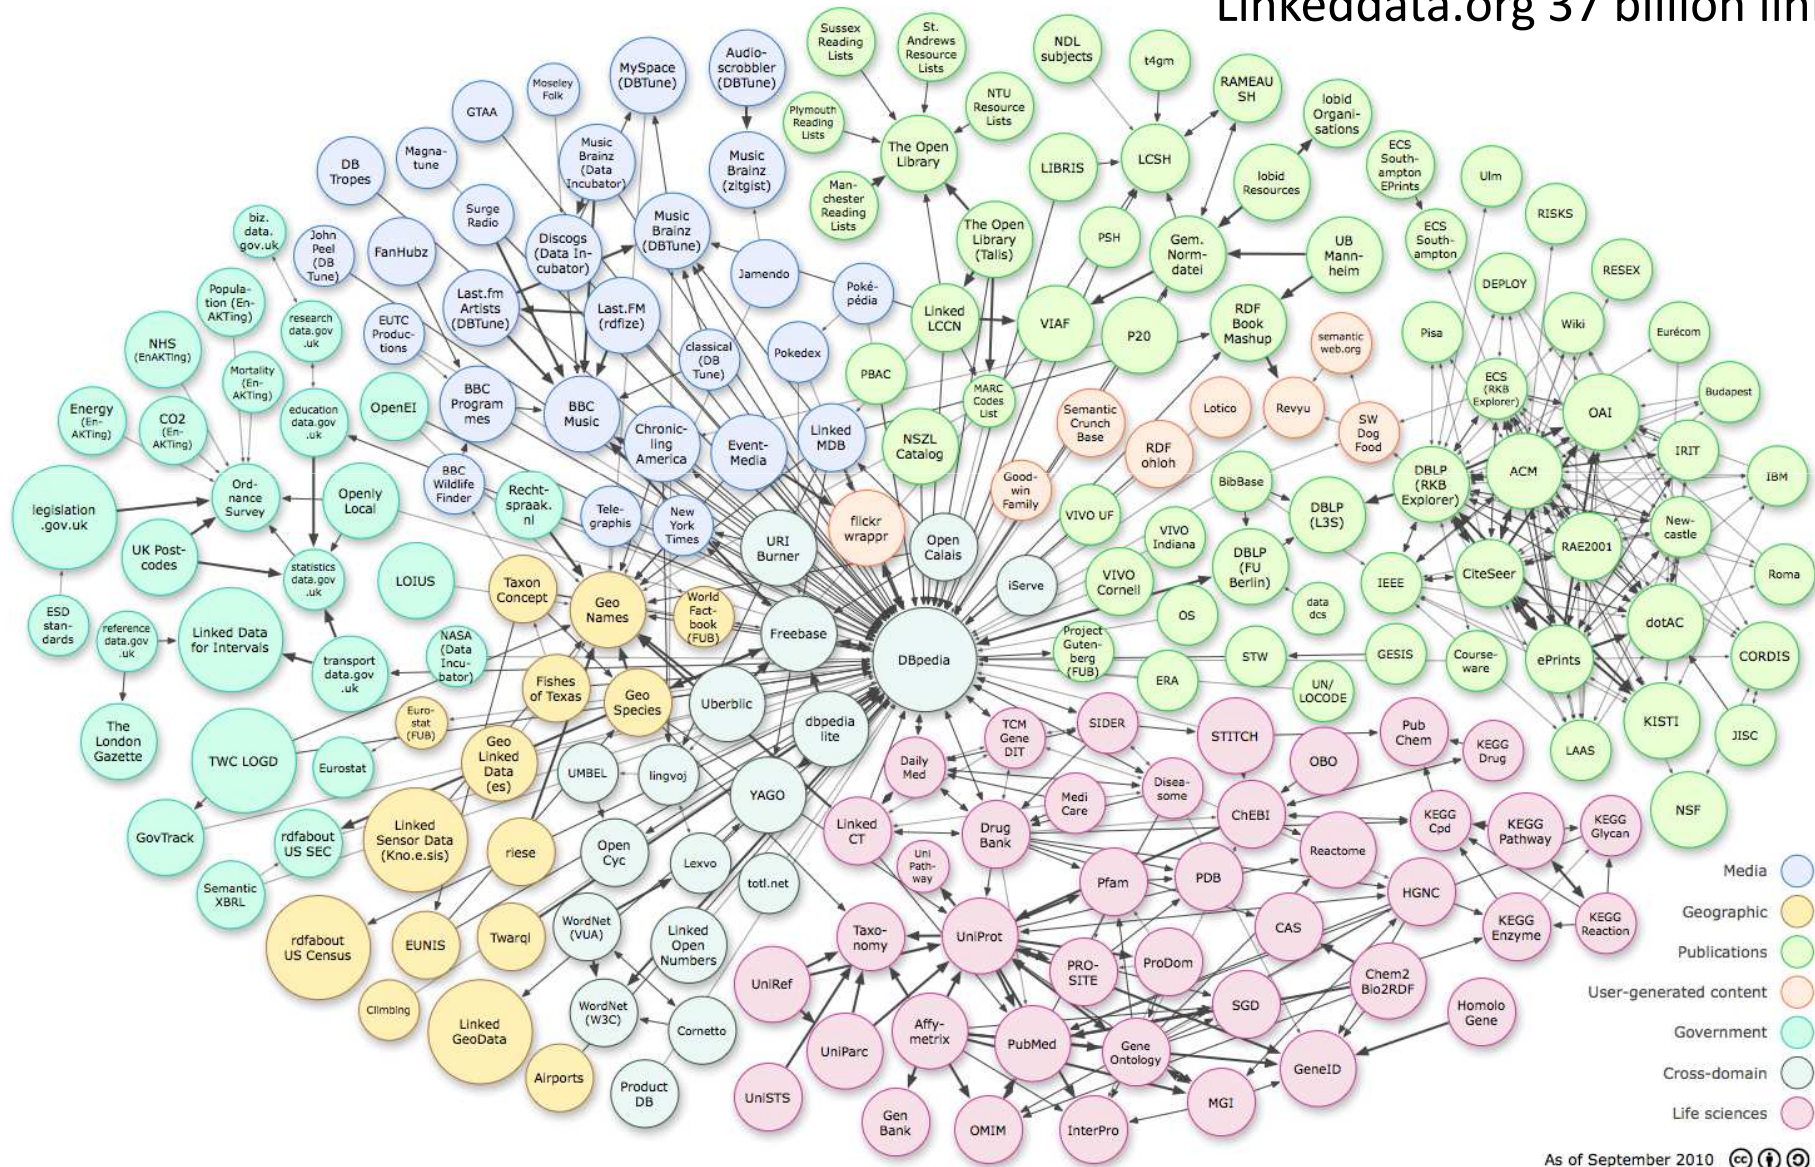 Linkeddata.org 37 billion lin
Sussex
Reading
Lists
St.
Andrews
Resource
Lists
NDL
subjects
t4gm
RAMEAU
SH
lobid
Organi-
sations
Audio-
scrobbler
(DBTune)
MySpace
(DBTune)
Moseley
Folk
GTAA
Plymouth
Reading
Lists
NTU
Resource
Lists
The Open
Library
LIBRIS
LCSH
lobid
Resources
ECS
South-
ampton
EPrints
Ulm
RISKS
DB
Tropes
Magna-
tune
Music
Brainz
(Data
Incubator)
Music
Brainz
(zitgist)
Man-
chester
Reading
Lists
biz.
data.
gov.uk
John
Peel
(DB
Tune)
FanHubz
Surge
Radio
Discogs
(Data In-
cubator)
Music
Brainz
(DBTune)
Jamendo
The Open
Library
(Talis)
PSH
Gem.
Norm-
datei
UB
Mann-
heim
ECS
South-
ampton
DEPLOY
RESEX
Popula-
tion (En-
AKTing)
research
data.gov
.uk
EUTC
Produc-
tions
Last.fm
Artists
(DBTune)
Last.FM
(rdfize)
Poké-
pédia
Linked
LCCN
VIAF
P20
RDF
Book
Mashup
semantic
web.org
Pisa
Wiki
Eurécom
NHS
(EnAKTing)
Mortality
(En-
AKTing)
classical
(DB
Tune)
Pokedex
PBAC
MARC
Codes
List
ECS
(RKB
Explorer)
OAI
Budapest
Energy
(En-
AKTing)
CO2
(En-
AKTing)
education
data.gov
.uk
OpenEI
BBC
Program
mes
BBC
Music
Chronic-
ling
America
Event-
Media
Linked
MDB
NSZL
Catalog
Semantic
Crunch
Base
RDF
ohloh
Lotico
Revyu
SW
Dog
Food
DBLP
(RKB
Explorer)
ACM
IRIT
IBM
legislation
.gov.uk
Ord-
nance
Survey
Openly
Local
BBC
Wildlife
Finder
Recht-
spraak.
nl
Tele-
graphis
New
York
Times
URI
Burner
flickr
wrappr
Open
Calais
Good-
win
Family
VIVO UF
VIVO
Indiana
BibBase
DBLP
(L3S)
DBLP
(FU
Berlin)
RAE2001
New-
castle
UK Post-
codes
statistics
data.gov
.uk
LOIUS
Taxon
Concept
Geo
Names
World
Fact-
book
(FUB)
iServe
VIVO
Cornell
OS
data
dcs
IEEE
CiteSeer
Roma
ESD
stan-
dards
reference
data.gov
.uk
Linked Data
for Intervals
transport
data.gov
.uk
NASA
(Data
Incu-
bator)
Freebase
DBpedia
Project
Guten-
berg
(FUB)
ERA
STW
UN/
LOCODE
GESIS
Course-
ware
ePrints
dotAC
CORDIS
Fishes
of Texas
Geo
Species
Uberblic
dbpedia
lite
The
London
Gazette
TWC LOGD
Euro-
stat
(FUB)
Eurostat
Geo
Linked
Data
(es)
UMBEL
lingvoj
YAGO
Daily
Med
TCM
Gene
DIT
SIDER
STITCH
OBO
Pub
Chem
KEGG
Drug
LAAS
KISTI
JISC
NSF
GovTrack
rdfabout
US SEC
Linked
Sensor Data
(Kno.e.sis)
riese
Open
Cyc
Lexvo
totl.net
Linked
CT
Uni
Path-
way
Drug
Bank
Medi
Care
Disea-
some
ChEBI
Reactome
KEGG
Cpd
KEGG
Pathway
KEGG
Glycan
Semantic
XBRL
rdfabout
US Census
EUNIS
Twarql
WordNet
(VUA)
Linked
Open
Numbers
Taxo-
nomy
UniProt
Pfam
PDB
CAS
HGNC
KEGG
Enzyme
KEGG
Reaction
Climbing
Linked
GeoData
Airports
WordNet
(W3C)
Cornetto
Product
DB
UniRef
UniParc
UniSTS
Affy-
metrix
Gen
Bank
OMIM
PubMed
PRO-
SITE
ProDom
Gene
Ontology
InterPro
SGD
MGI
GeneID
Chem2
Bio2RDF
Homolo
Gene
Media
Geographic
Publications
User-generated content
Government
Cross-domain
Life sciences
As of September 2010
cc